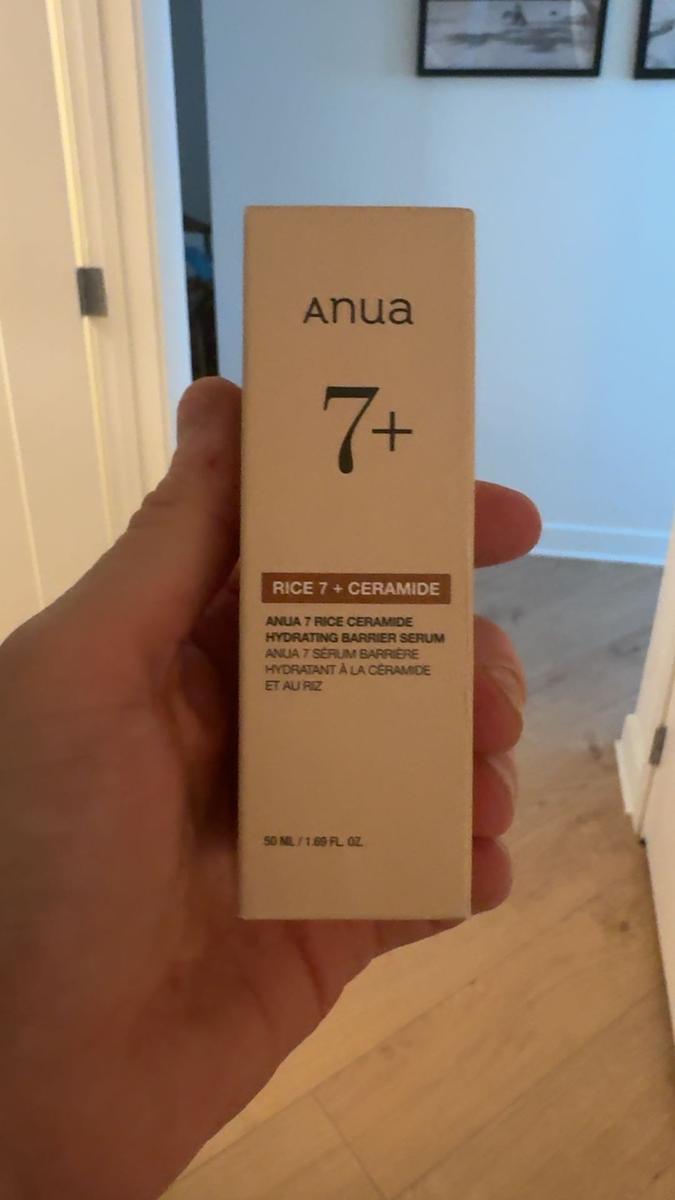 Anua
7+
RICE 7 + CERAMIDE
ANUA 7 RICE CERAMIDE
HYDRATING BARRIER SERUM
ANUA 7 SÉRUM BARRIÈRE
HYDRATANT À LA CÉRAMIDE
ET AU RIZ
50 ML / 1.69 FL. OZ.